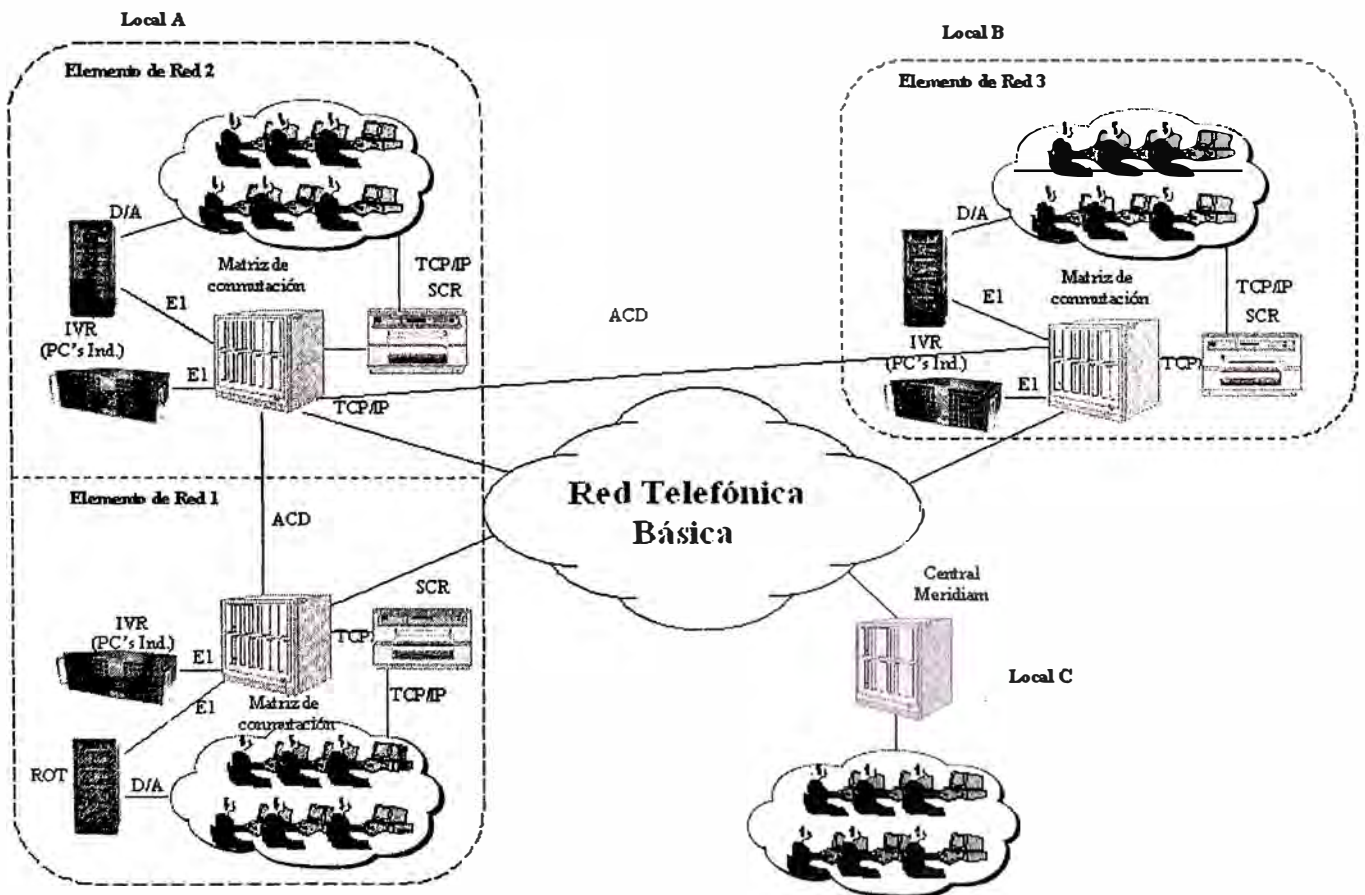 Local A
Elemento de Red 2
D/A
TCP/IP
SCR
Matriz de
conmutación
E1
IVR
(PC's Ind.)
E1
TCP/IP
ACD
Local B
Elemento de Red 3
D/A
TCP/IP
SCR
Matriz de
conmutación
E1
IVR
(PC's Ind.)
E1
TCP
Red Telefónica
Básica
Elemento de Red 1
ACD
SCR
IVR
(PC's Ind.)
E1
TCP
TCP/IP
E1
Matriz de
conmutación
ROT
D/A
Central
Meridiam
Local C